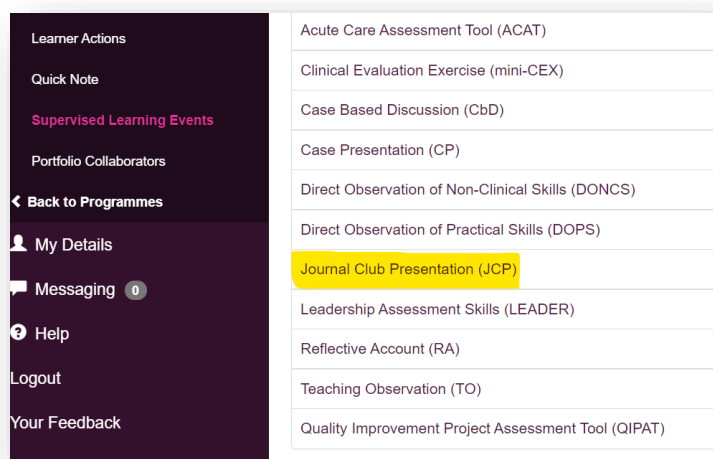 Learner Actions
Quick Note
Supervised Learning Events
Portfolio Collaborators
Back to Programmes
My Details
Messaging 0
Help
Logout
Your Feedback
Acute Care Assessment Tool (ACAT)
Clinical Evaluation Exercise (mini-CEX)
Case Based Discussion (CbD)
Case Presentation (CP)
Direct Observation of Non-Clinical Skills (DONCS)
Direct Observation of Practical Skills (DOPS)
Journal Club Presentation (JCP)
Leadership Assessment Skills (LEADER)
Reflective Account (RA)
Teaching Observation (TO)
Quality Improvement Project Assessment Tool (QIPAT)